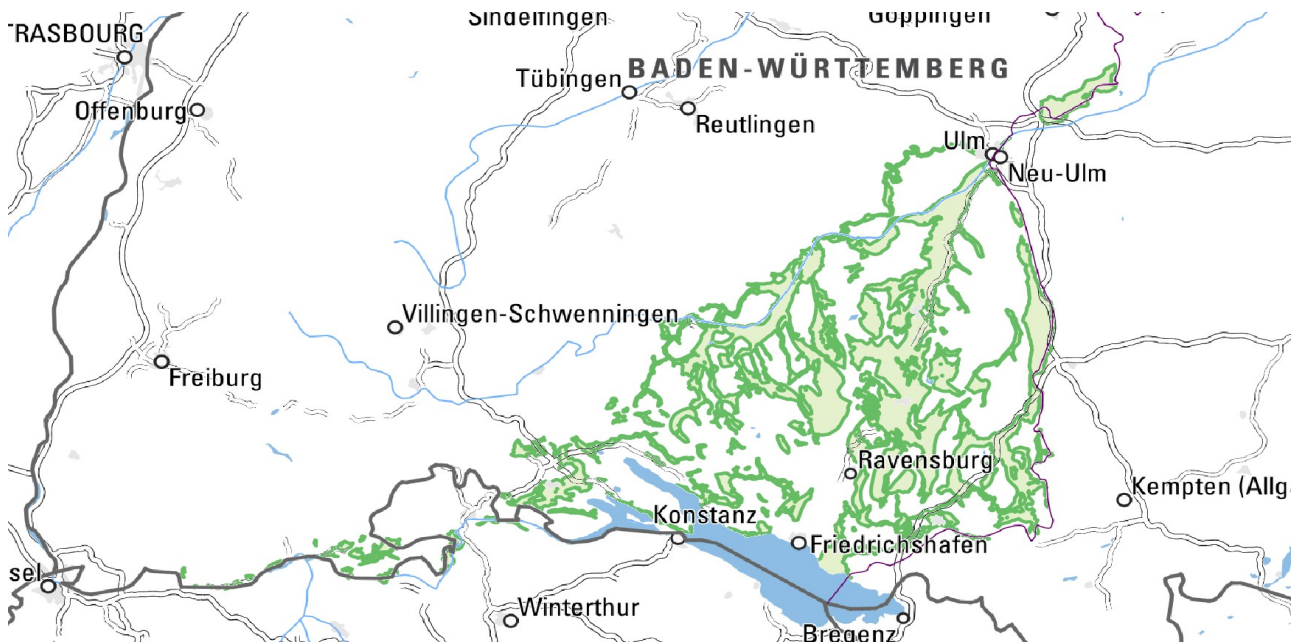 Sindelfingen
Göppingen
TRASBOURG
Tübingen
BADEN-WÜRTTEMBERG
Offenburg
Reutlingen
Ulm
Neu-Ulm
Villingen-Schwenningen
Freiburg
Ravensburg
Kempten (Allg
Konstanz
Friedrichshafen
sel
Winterthur
Bregenz